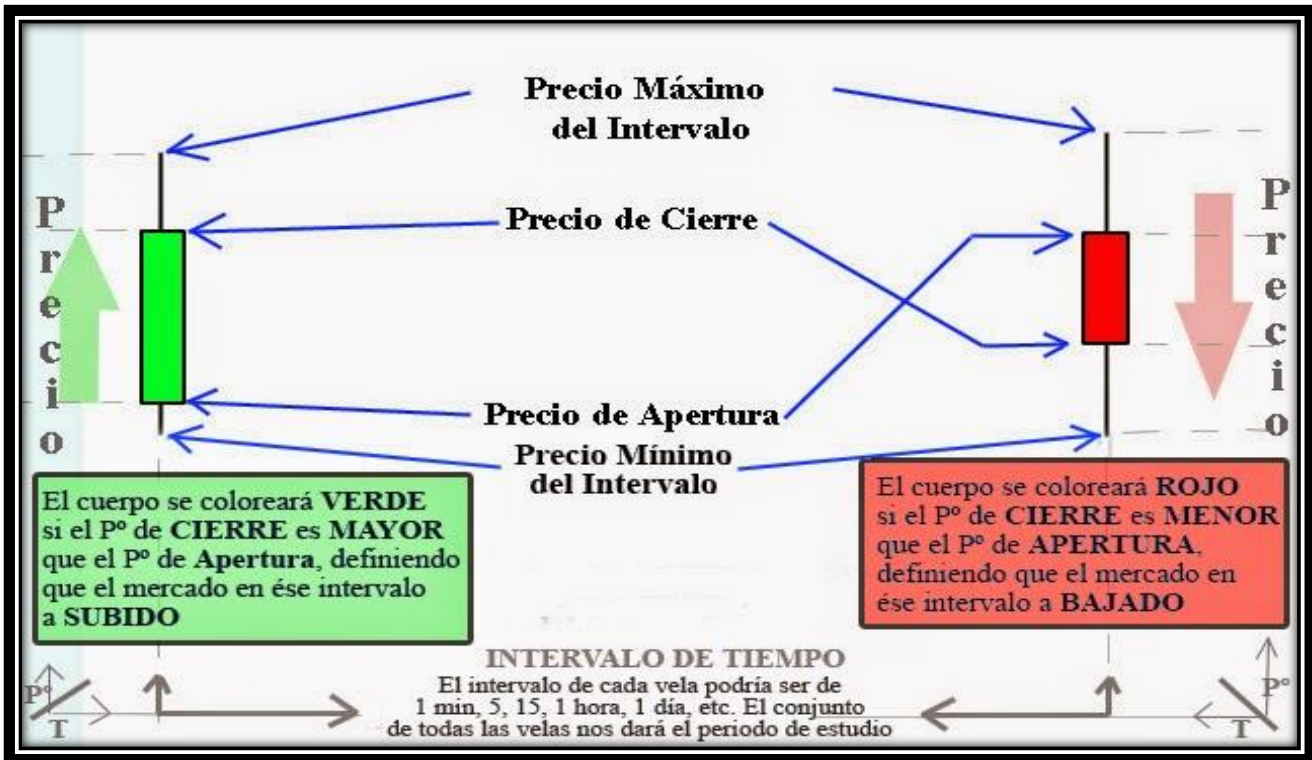 Precio Máximo
del Intervalo
Precio
Precio de Cierre
Precio
Precio de Apertura
Precio Mínimo
del Intervalo
El cuerpo se coloreará VERDE
si el Pº de CIERRE es MAYOR
que el Pº de Apertura, definiendo
que el mercado en ése intervalo
a SUBIDO
El cuerpo se coloreará ROJO
si el Pº de CIERRE es MENOR
que el Pº de APERTURA,
definiendo que el mercado en
ése intervalo a BAJADO
INTERVALO DE TIEMPO
El intervalo de cada vela podría ser de
1 min, 5, 15, 1 hora, 1 día, etc. El conjunto
de todas las velas nos dará el periodo de estudio
Pº
T
Pº
T